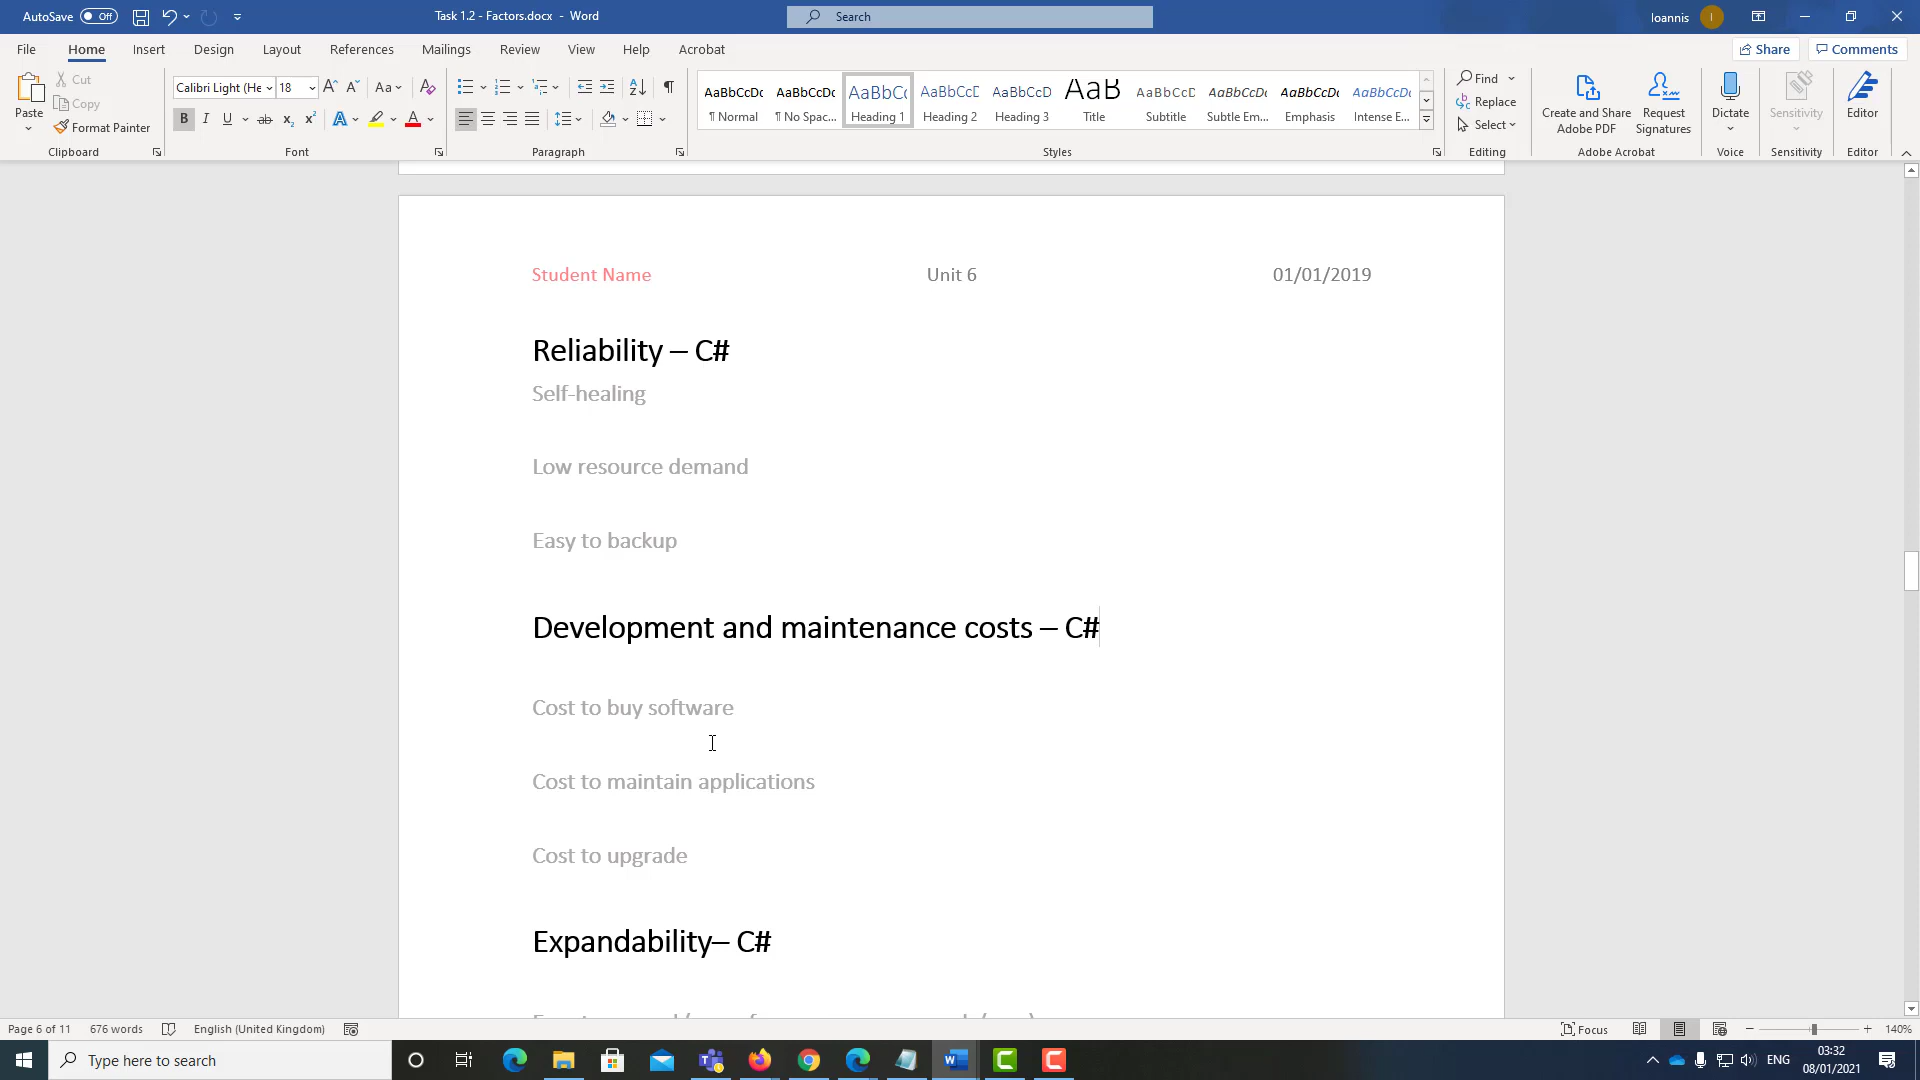 AutoSave Off Task 1.2 - Factors.docx - Word Search Ioannis I
File Home Insert Design Layout References Mailings Review View Help Acrobat Share Comments
Paste Cut Copy Format Painter
Clipboard
Calibri Light (He 18
Font
Paragraph
AaBbCcDc AaBbCcDc AaBbCc AaBbCcD AaBbCcD AaB AaBbCcD AaBbCcDc AaBbCcDc AaBbCcDc
¶ Normal ¶ No Spac... Heading 1 Heading 2 Heading 3 Title Subtitle Subtle Em... Emphasis Intense E...
Styles
Find
Replace
Select
Editing
Create and Share Adobe PDF
Request Signatures
Adobe Acrobat
Dictate
Voice
Sensitivity
Sensitivity
Editor
Editor
Student Name Unit 6 01/01/2019
Reliability – C#
Self-healing
Low resource demand
Easy to backup
Development and maintenance costs – C#
Cost to buy software
Cost to maintain applications
Cost to upgrade
Expandability– C#
Page 6 of 11 676 words English (United Kingdom) Focus 140%
Type here to search ENG 03:32
08/01/2021